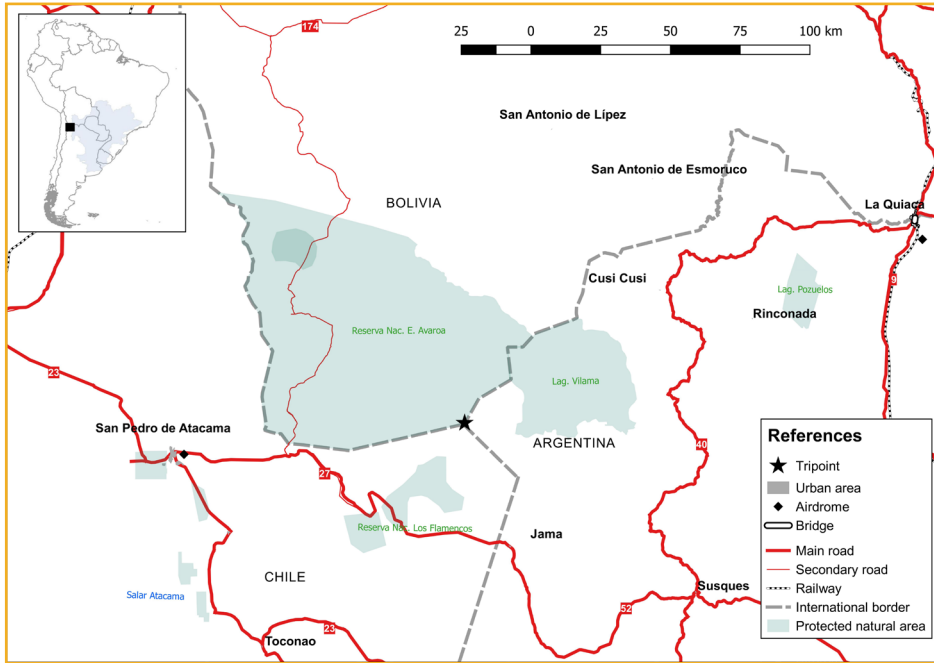 174
25 0 25 50 75 100 km
San Antonio de Lípez
San Antonio de Esmoruco
BOLIVIA
La Quiaca
Cusi Cusi
9
Lag. Pozuelos
Rinconada
Reserva Nac. E. Avaroa
23
Lag. Vilama
San Pedro de Atacama
ARGENTINA
40
27
Reserva Nac. Los Flamencos
Jama
CHILE
Susques
Salar Atacama
52
23
Toconao
References
Tripoint
Urban area
Airdrome
Bridge
Main road
Secondary road
Railway
International border
Protected natural area